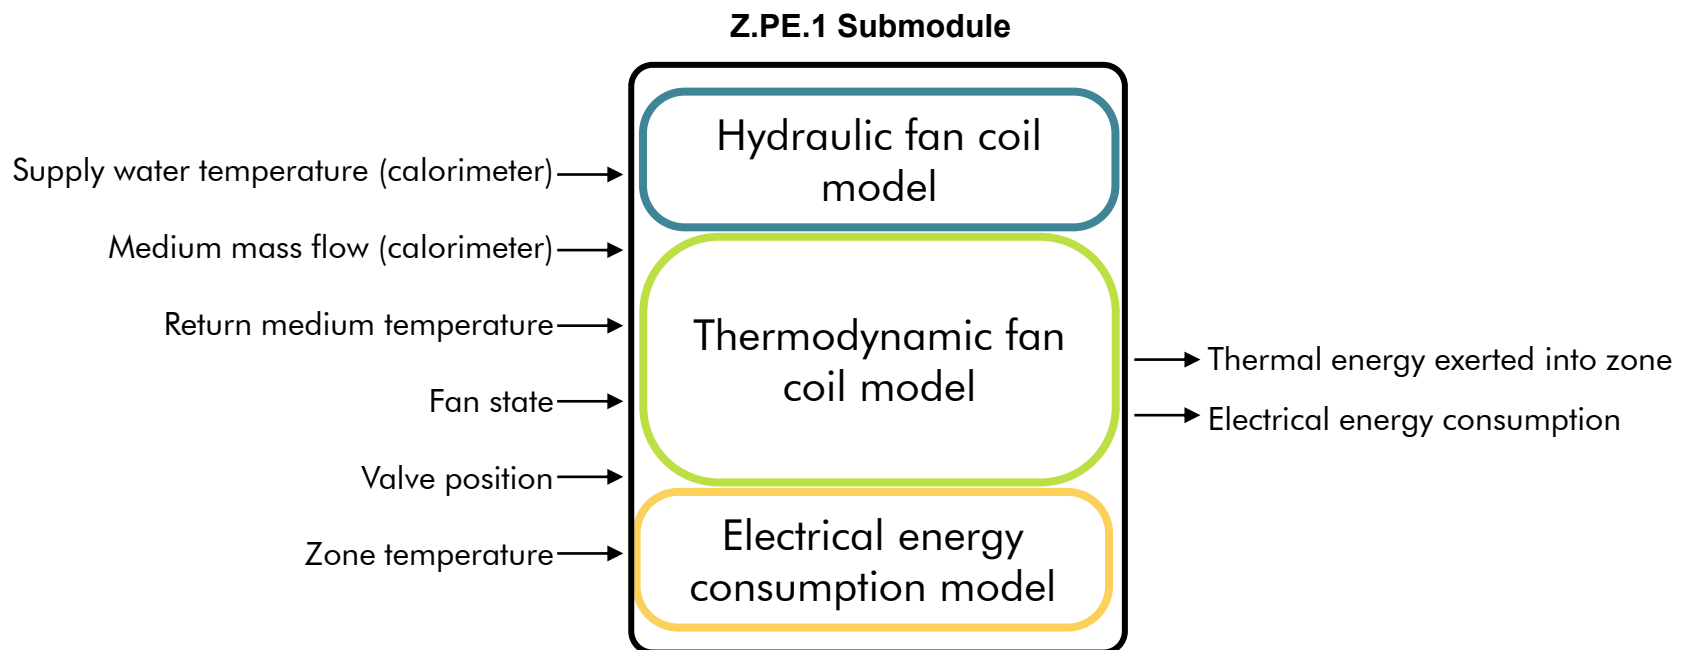 Z.PE.1 Submodule
Hydraulic fan coil
model
Supply water temperature (calorimeter)
Medium mass flow (calorimeter)
Return medium temperature
Thermodynamic fan
coil model
Thermal energy exerted into zone
Fan state
Electrical energy consumption
Valve position
Electrical energy
consumption model
Zone temperature